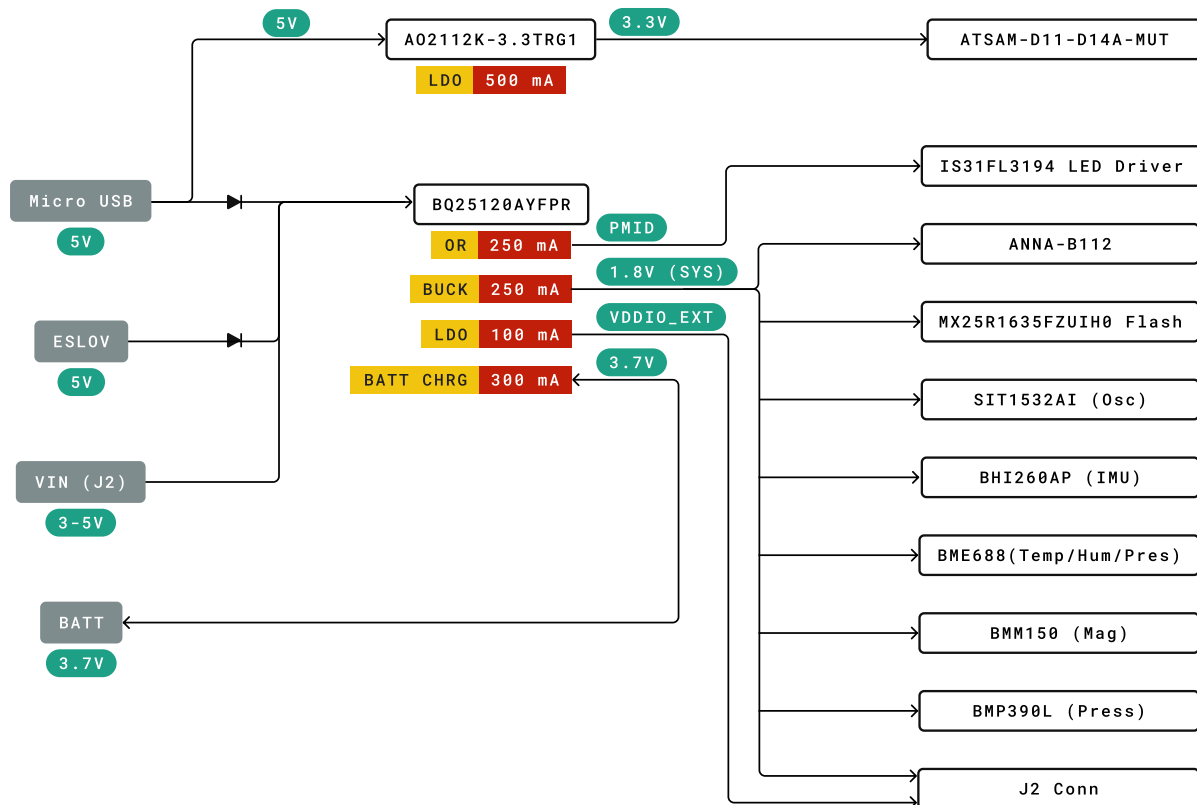 5V
AO2112K-3.3TRG1
3.3V
ATSAM-D11-D14A-MUT
LDO 500 mA
IS31FL3194 LED Driver
Micro USB
5V
BQ25120AYFPR
PMID
OR 250 mA
ANNA-B112
1.8V (SYS)
BUCK 250 mA
VDDIO_EXT
LDO 100 mA
MX25R1635FZUIH0 Flash
ESLOV
5V
3.7V
BATT CHRG 300 mA
SIT1532AI (Osc)
VIN (J2)
3-5V
BHI260AP (IMU)
BME688(Temp/Hum/Pres)
BATT
3.7V
BMM150 (Mag)
BMP390L (Press)
J2 Conn